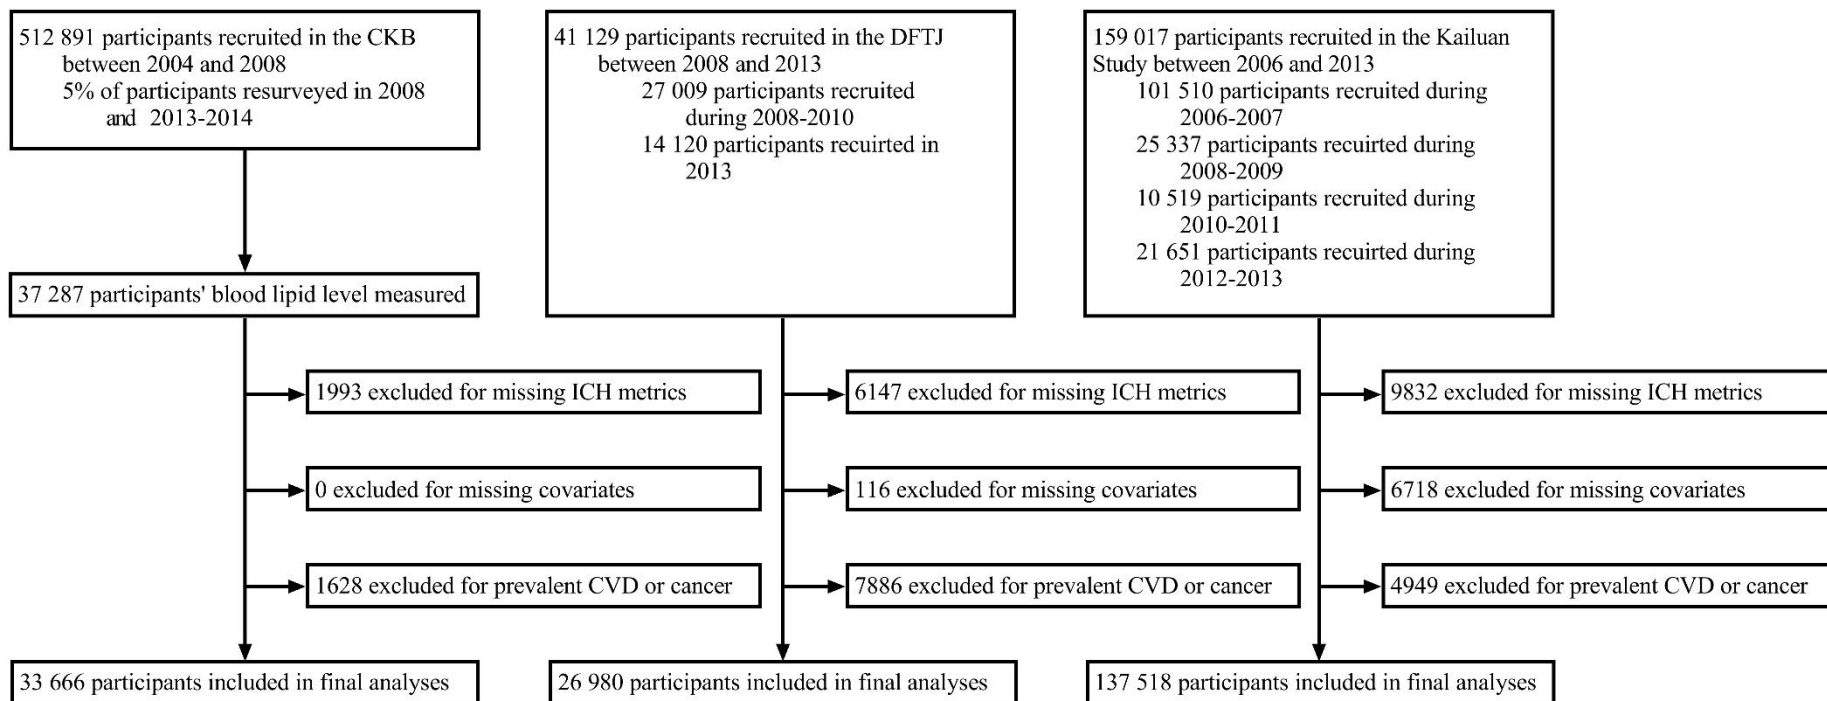 512 891 participants recruited in the CKB
between 2004 and 2008
5% of participants resurveyed in 2008
and 2013-2014
37 287 participants' blood lipid level measured
1993 excluded for missing ICH metrics
0 excluded for missing covariates
1628 excluded for prevalent CVD or cancer
33 666 participants included in final analyses
41 129 participants recruited in the DFTJ
between 2008 and 2013
27 009 participants recruited
during 2008-2010
14 120 participants recuirted in
2013
6147 excluded for missing ICH metrics
116 excluded for missing covariates
7886 excluded for prevalent CVD or cancer
26 980 participants included in final analyses
159 017 participants recruited in the Kailuan
Study between 2006 and 2013
101 510 participants recruited during
2006-2007
25 337 participants recuirted during
2008-2009
10 519 participants recruited during
2010-2011
21 651 participants recuirted during
2012-2013
9832 excluded for missing ICH metrics
6718 excluded for missing covariates
4949 excluded for prevalent CVD or cancer
137 518 participants included in final analyses